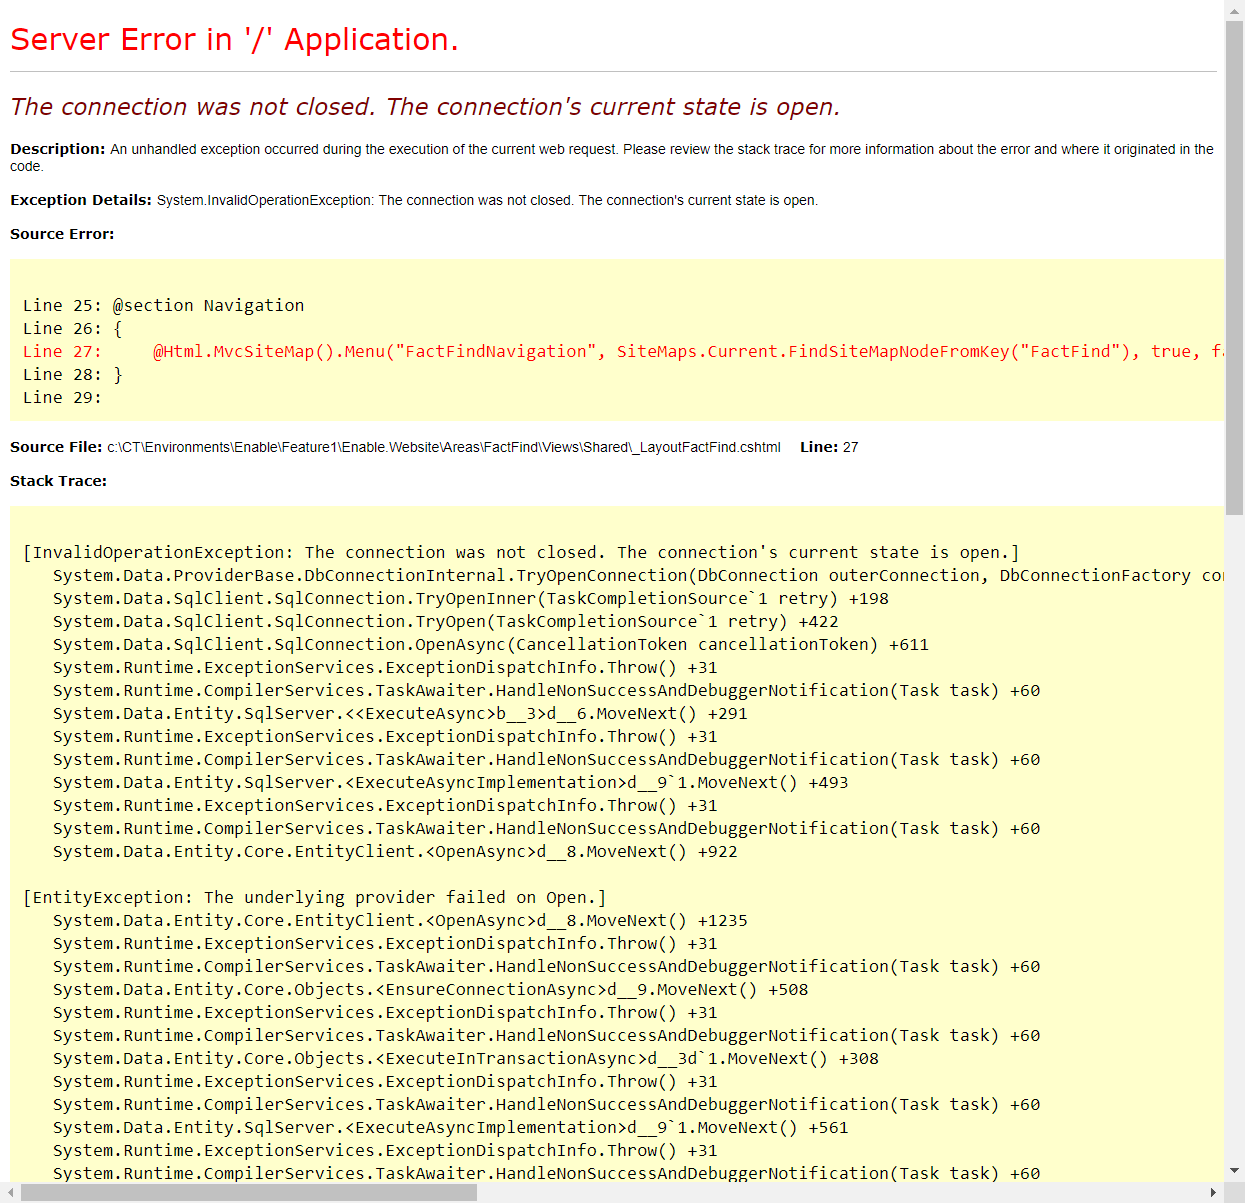 Server Error in '/' Application.
The connection was not closed. The connection's current state is open.
Description: An unhandled exception occurred during the execution of the current web request. Please review the stack trace for more information about the error and where it originated in the
code.
Exception Details: System.InvalidOperationException: The connection was not closed. The connection's current state is open.
Source Error:
Line 25: @section Navigation
Line 26: {
Line 27:     @Html.MvcSiteMap().Menu("FactFindNavigation", SiteMaps.Current.FindSiteMapNodeFromKey("FactFind"), true,
Line 28: }
Line 29:
Source File: c:\CT\Environments\Enable\Feature1\Enable.Website\Areas\FactFind\Views\Shared\_LayoutFactFind.cshtml    Line: 27
Stack Trace:
[InvalidOperationException: The connection was not closed. The connection's current state is open.]
   System.Data.ProviderBase.DbConnectionInternal.TryOpenConnection(DbConnection outerConnection, DbConnectionFactory
   System.Data.SqlClient.SqlConnection.TryOpenInner(TaskCompletionSource`1 retry) +198
   System.Data.SqlClient.SqlConnection.TryOpen(TaskCompletionSource`1 retry) +422
   System.Data.SqlClient.SqlConnection.OpenAsync(CancellationToken cancellationToken) +611
   System.Runtime.ExceptionServices.ExceptionDispatchInfo.Throw() +31
   System.Runtime.CompilerServices.TaskAwaiter.HandleNonSuccessAndDebuggerNotification(Task task) +60
   System.Data.Entity.SqlServer.<<ExecuteAsync>b__3>d__6.MoveNext() +291
   System.Runtime.ExceptionServices.ExceptionDispatchInfo.Throw() +31
   System.Runtime.CompilerServices.TaskAwaiter.HandleNonSuccessAndDebuggerNotification(Task task) +60
   System.Data.Entity.SqlServer.<ExecuteAsyncImplementation>d__9`1.MoveNext() +493
   System.Runtime.ExceptionServices.ExceptionDispatchInfo.Throw() +31
   System.Runtime.CompilerServices.TaskAwaiter.HandleNonSuccessAndDebuggerNotification(Task task) +60
   System.Data.Entity.Core.EntityClient.<OpenAsync>d__8.MoveNext() +922
[EntityException: The underlying provider failed on Open.]
   System.Data.Entity.Core.EntityClient.<OpenAsync>d__8.MoveNext() +1235
   System.Runtime.ExceptionServices.ExceptionDispatchInfo.Throw() +31
   System.Runtime.CompilerServices.TaskAwaiter.HandleNonSuccessAndDebuggerNotification(Task task) +60
   System.Data.Entity.Core.Objects.<EnsureConnectionAsync>d__9.MoveNext() +508
   System.Runtime.ExceptionServices.ExceptionDispatchInfo.Throw() +31
   System.Runtime.CompilerServices.TaskAwaiter.HandleNonSuccessAndDebuggerNotification(Task task) +60
   System.Data.Entity.Core.Objects.<ExecuteInTransactionAsync>d__3d`1.MoveNext() +308
   System.Runtime.ExceptionServices.ExceptionDispatchInfo.Throw() +31
   System.Runtime.CompilerServices.TaskAwaiter.HandleNonSuccessAndDebuggerNotification(Task task) +60
   System.Data.Entity.SqlServer.<ExecuteAsyncImplementation>d__9`1.MoveNext() +561
   System.Runtime.ExceptionServices.ExceptionDispatchInfo.Throw() +31
   System.Runtime.CompilerServices.TaskAwaiter.HandleNonSuccessAndDebuggerNotification(Task task) +60